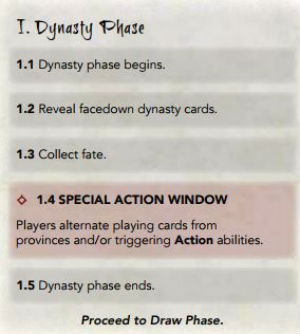 I. Dynasty Phase
1.1 Dynasty phase begins.
1.2 Reveal facedown dynasty cards.
1.3 Collect fate.
◇ 1.4 SPECIAL ACTION WINDOW
Players alternate playing cards from
provinces and/or triggering Action abilities.
1.5 Dynasty phase ends.
Proceed to Draw Phase.